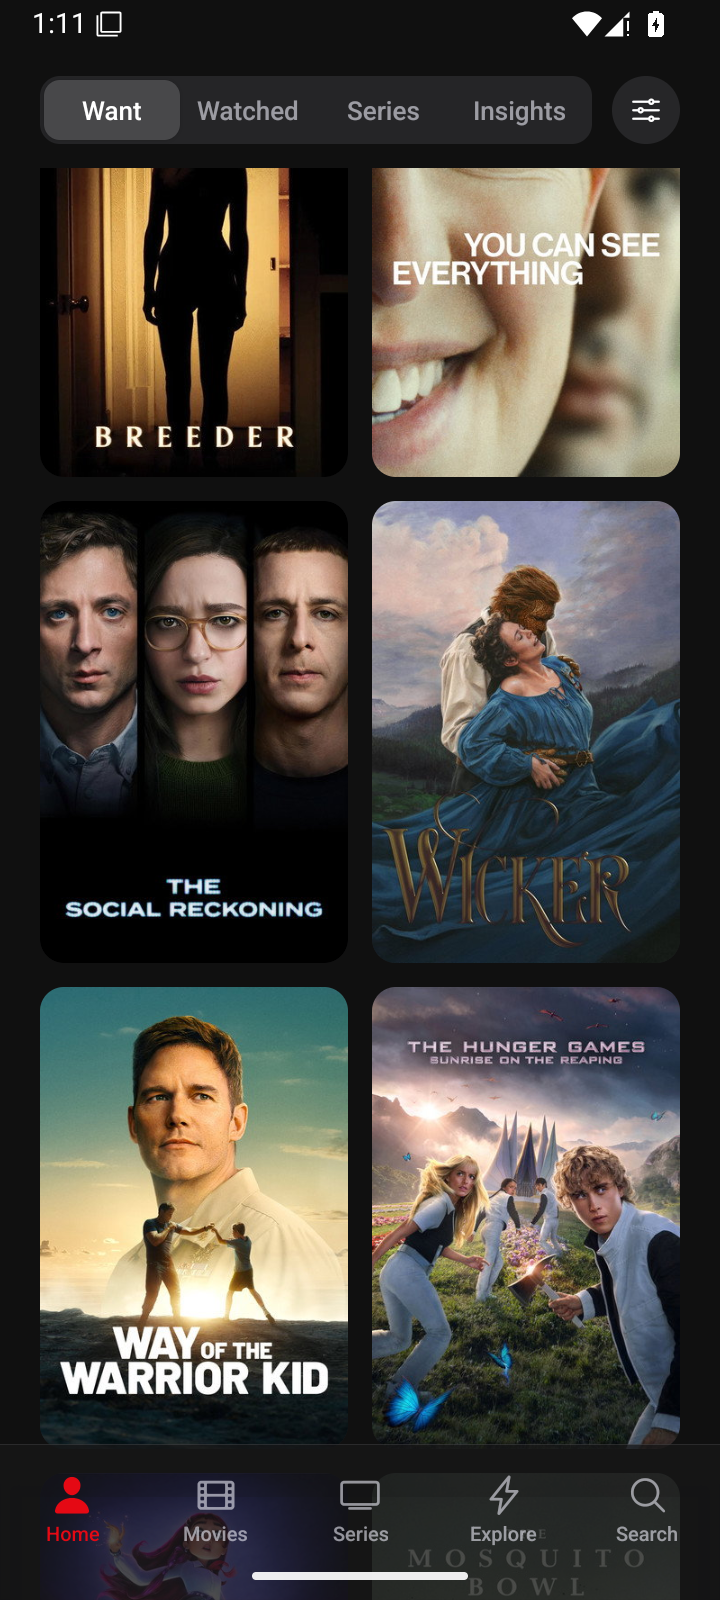 1:11
Want
Watched
Series
Insights
BREEDER
YOU CAN SEE
EVERYTHING
THE
SOCIAL RECKONING
WICKER
WAY OF THE
WARRIOR KID
THE HUNGER GAMES
SUNRISE ON THE REAPING
Home
Movies
Series
Explore
Search
MOSQUITO
BOWL